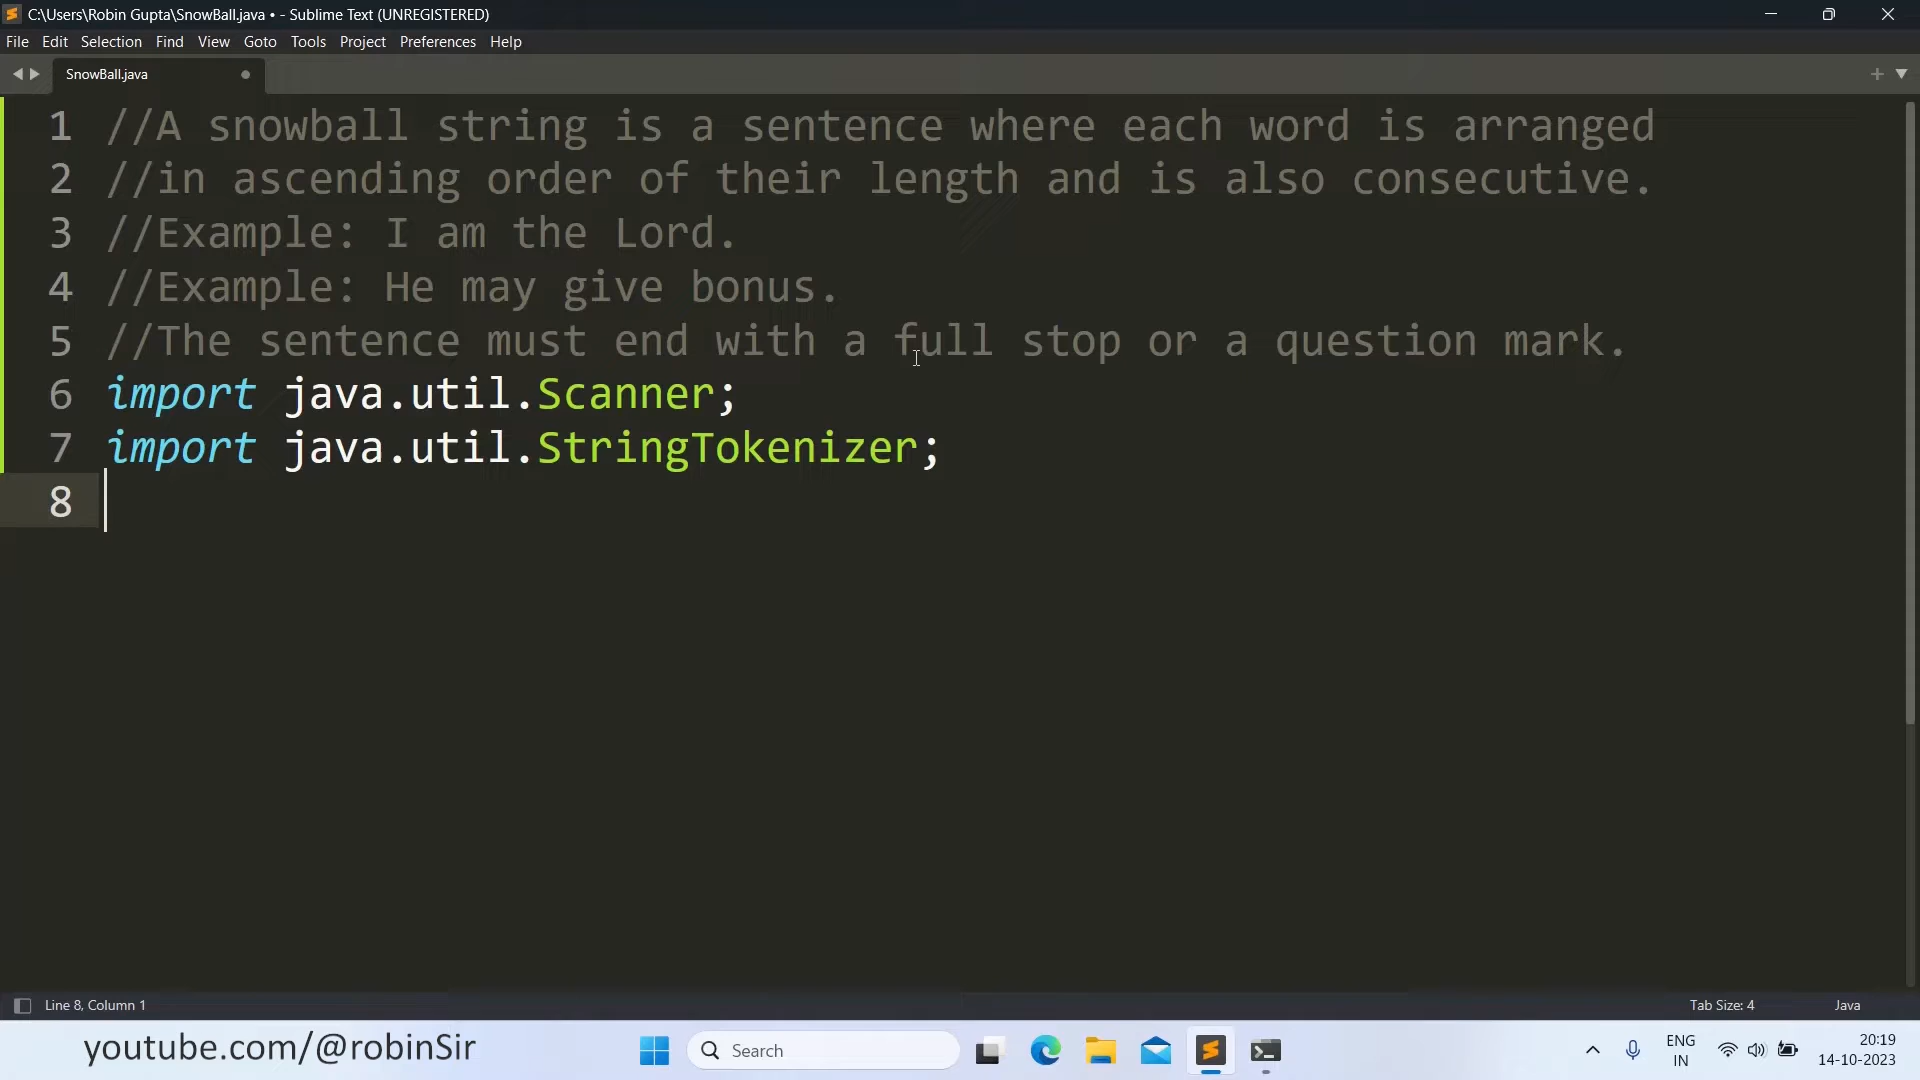 C:\Users\Robin Gupta\SnowBall.java • - Sublime Text (UNREGISTERED)
File Edit Selection Find View Goto Tools Project Preferences Help
SnowBall.java
1 //A snowball string is a sentence where each word is arranged
2 //in ascending order of their length and is also consecutive.
3 //Example: I am the Lord.
4 //Example: He may give bonus.
5 //The sentence must end with a full stop or a question mark.
6 import java.util.Scanner;
7 import java.util.StringTokenizer;
8
Line 8, Column 1 Tab Size: 4 Java
youtube.com/@robinSir Search ENG 20:19
IN 14-10-2023